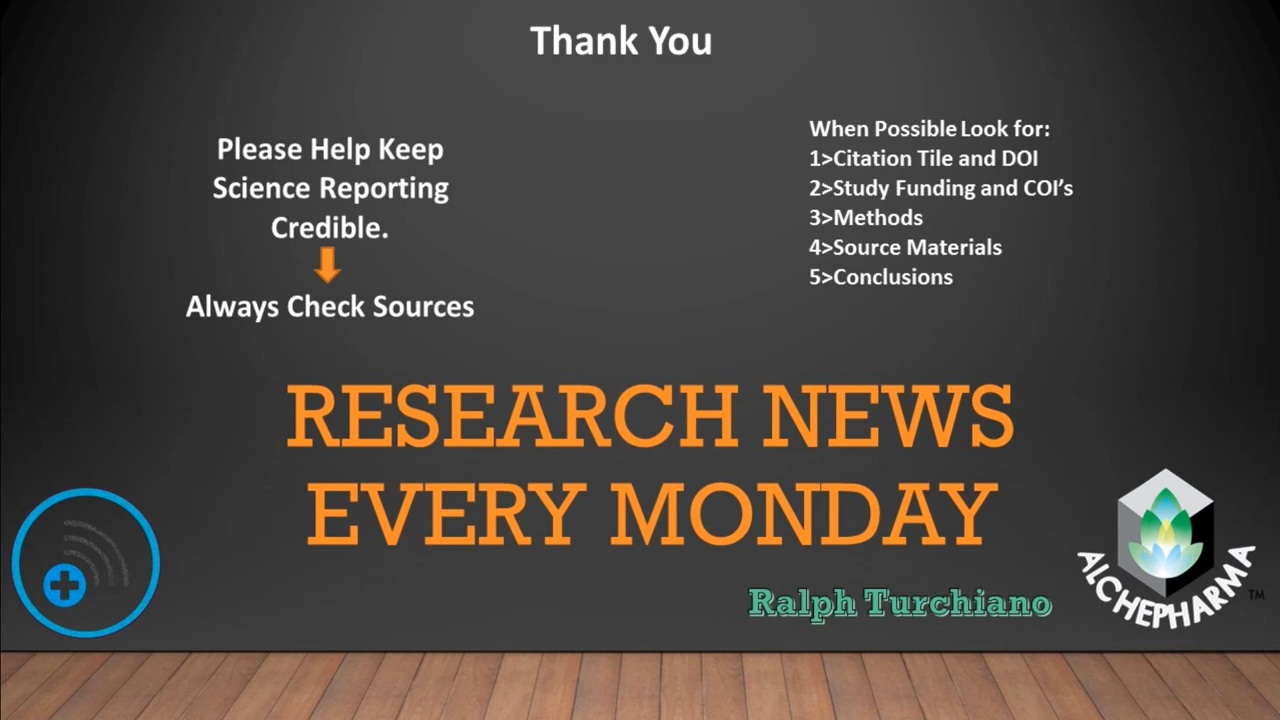 Thank You
Please Help Keep
Science Reporting
Credible.
Always Check Sources
When Possible Look for:
1>Citation Tile and DOI
2>Study Funding and COI's
3>Methods
4>Source Materials
5>Conclusions
RESEARCH NEWS
EVERY MONDAY
Ralph Turchiano
ALCHEPHARMA
TM